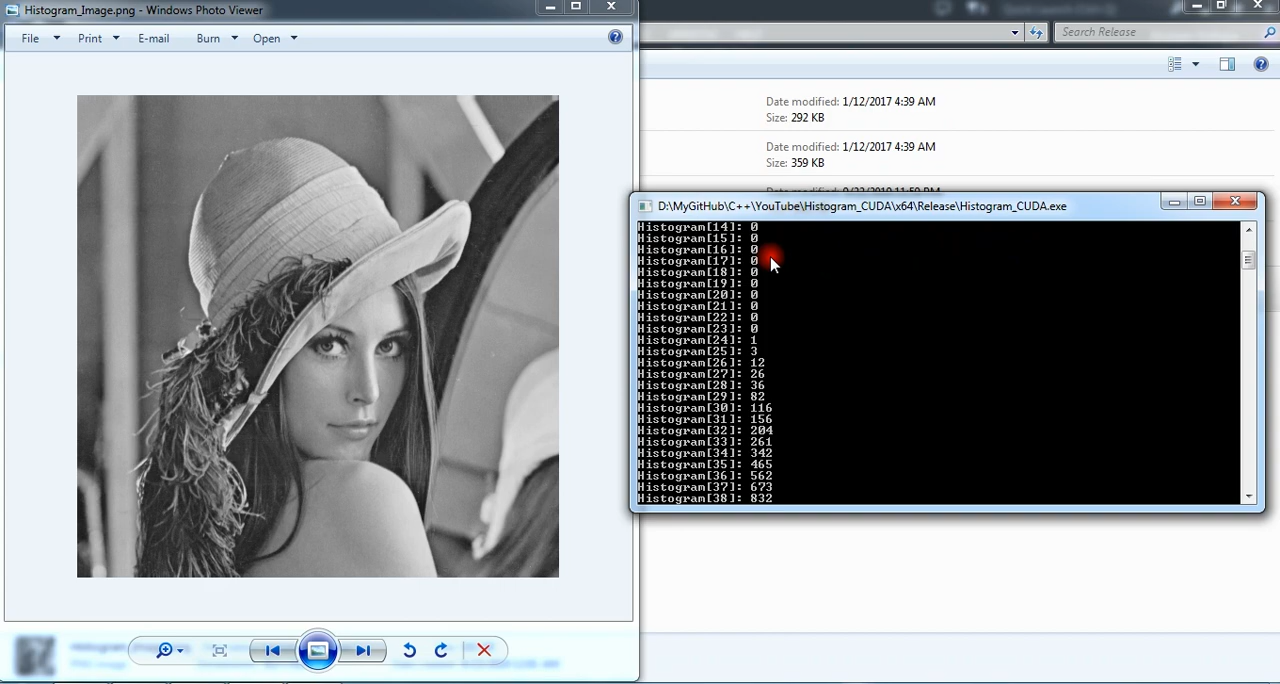 Histogram_Image.png - Windows Photo Viewer
File Print E-mail Burn Open
Search Release
Date modified: 1/12/2017 4:39 AM
Size: 292 KB
Date modified: 1/12/2017 4:39 AM
Size: 359 KB
D:\MyGitHub\C++\YouTube\Histogram_CUDA\x64\Release\Histogram_CUDA.exe
Histogram[14]: 0
Histogram[15]: 0
Histogram[16]: 0
Histogram[17]: 0
Histogram[18]: 0
Histogram[19]: 0
Histogram[20]: 0
Histogram[21]: 0
Histogram[22]: 0
Histogram[23]: 0
Histogram[24]: 1
Histogram[25]: 3
Histogram[26]: 12
Histogram[27]: 26
Histogram[28]: 36
Histogram[29]: 82
Histogram[30]: 116
Histogram[31]: 156
Histogram[32]: 204
Histogram[33]: 261
Histogram[34]: 342
Histogram[35]: 465
Histogram[36]: 562
Histogram[37]: 673
Histogram[38]: 832